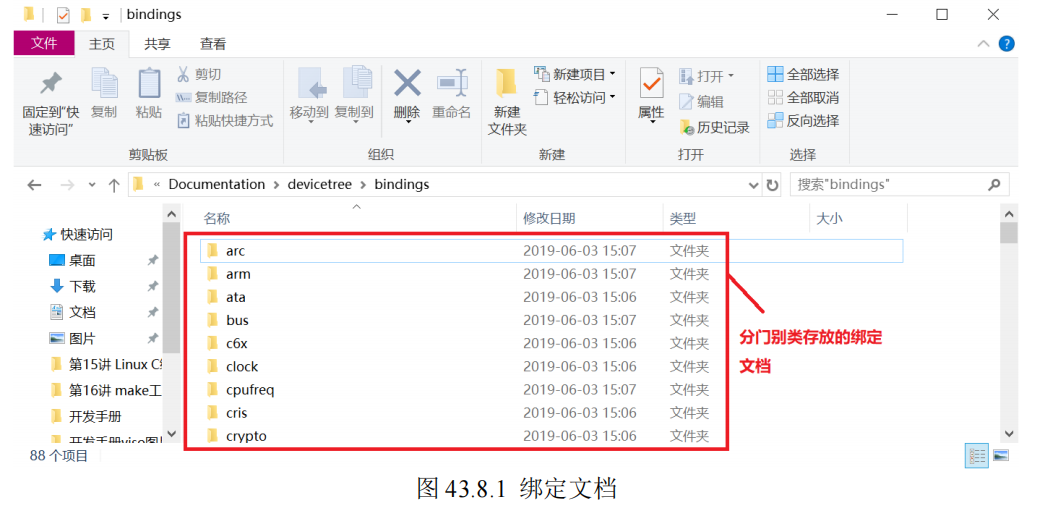 bindings
文件 主页 共享 查看
固定到"快速访问"
复制
粘贴
剪切
复制路径
粘贴快捷方式
剪贴板
移动到
复制到
删除
重命名
组织
新建
文件夹
新建项目
轻松访问
新建
属性
打开
编辑
历史记录
打开
全部选择
全部取消
反向选择
选择
« Documentation > devicetree > bindings
搜索"bindings"
快速访问
桌面
下载
文档
图片
第15讲 Linux C
第16讲 make工
开发手册
开发手册viso图
名称 修改日期 类型 大小
arc 2019-06-03 15:07 文件夹
arm 2019-06-03 15:07 文件夹
ata 2019-06-03 15:06 文件夹
bus 2019-06-03 15:07 文件夹
c6x 2019-06-03 15:06 文件夹
clock 2019-06-03 15:06 文件夹
cpufreq 2019-06-03 15:07 文件夹
cris 2019-06-03 15:06 文件夹
crypto 2019-06-03 15:06 文件夹
分门别类存放的绑定
文档
88 个项目
图 43.8.1 绑定文档